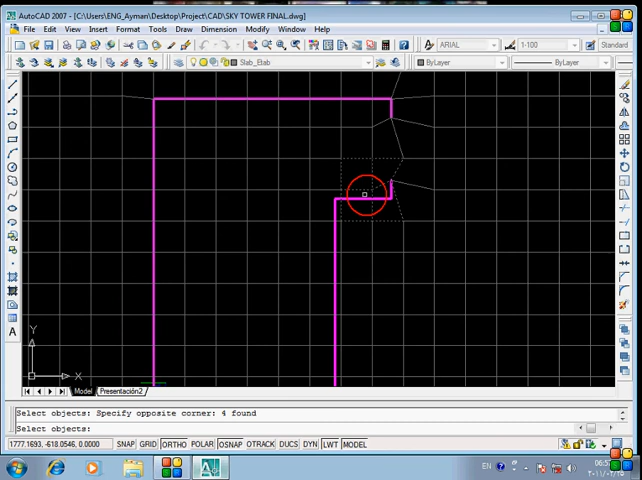 AutoCAD 2007 - [C:\Users\ENG_Ayman\Desktop\Project\CAD\SKY TOWER FINAL.dwg]
File Edit View Insert Format Tools Draw Dimension Modify Window Help
ARIAL 1-100 Standard
Slab_Etab ByLayer ByLayer
Y
X
A
Model Presentación2
Select objects: Specify opposite corner: 4 found
Select objects:
1777.1693, -618.0546, 0.0000 SNAP GRID ORTHO POLAR OSNAP OTRACK DUCS DYN LWT MODEL
EN